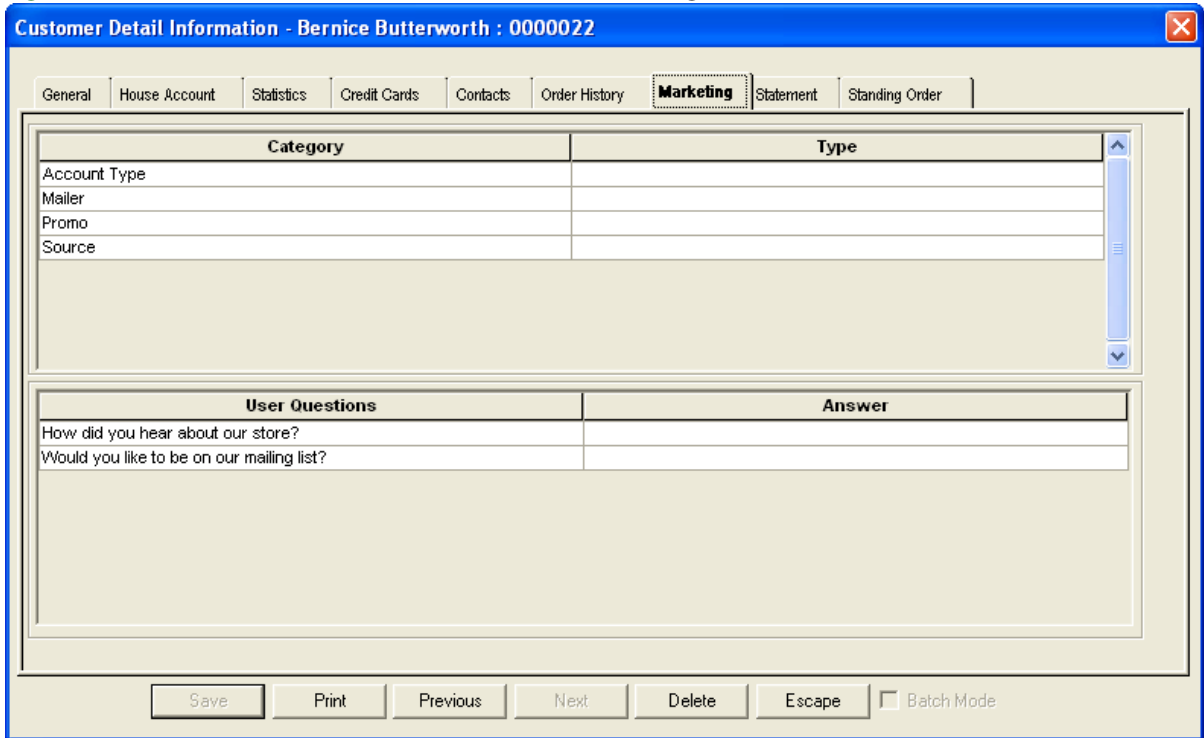 Customer Detail Information - Bernice Butterworth : 0000022
General House Account Statistics Credit Cards Contacts Order History Marketing Statement Standing Order
Category Type
Account Type
Mailer
Promo
Source
User Questions Answer
How did you hear about our store?
Would you like to be on our mailing list?
Save Print Previous Next Delete Escape Batch Mode